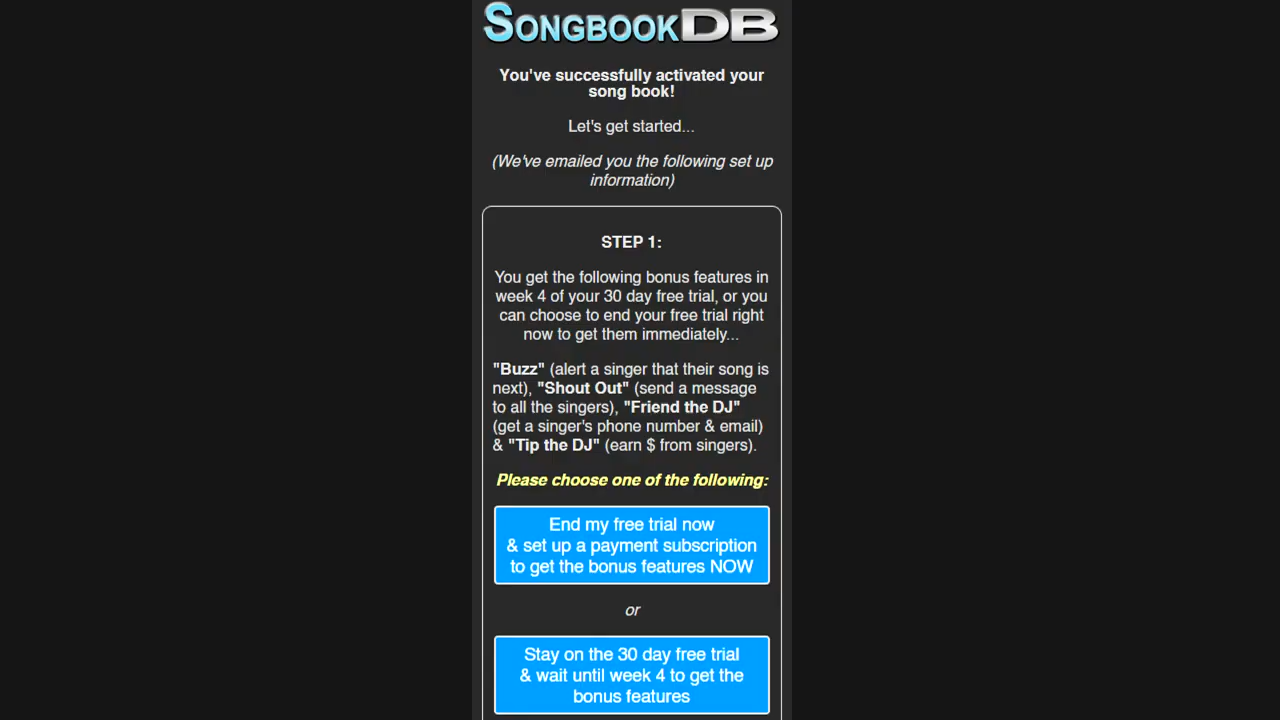 SONGBOOKDB
You've successfully activated your
song book!
Let's get started...
(We've emailed you the following set up
information)
STEP 1:
You get the following bonus features in
week 4 of your 30 day free trial, or you
can choose to end your free trial right
now to get them immediately...
"Buzz" (alert a singer that their song is
next), "Shout Out" (send a message
to all the singers), "Friend the DJ"
(get a singer's phone number & email)
& "Tip the DJ" (earn $ from singers).
Please choose one of the following:
End my free trial now
& set up a payment subscription
to get the bonus features NOW
or
Stay on the 30 day free trial
& wait until week 4 to get the
bonus features